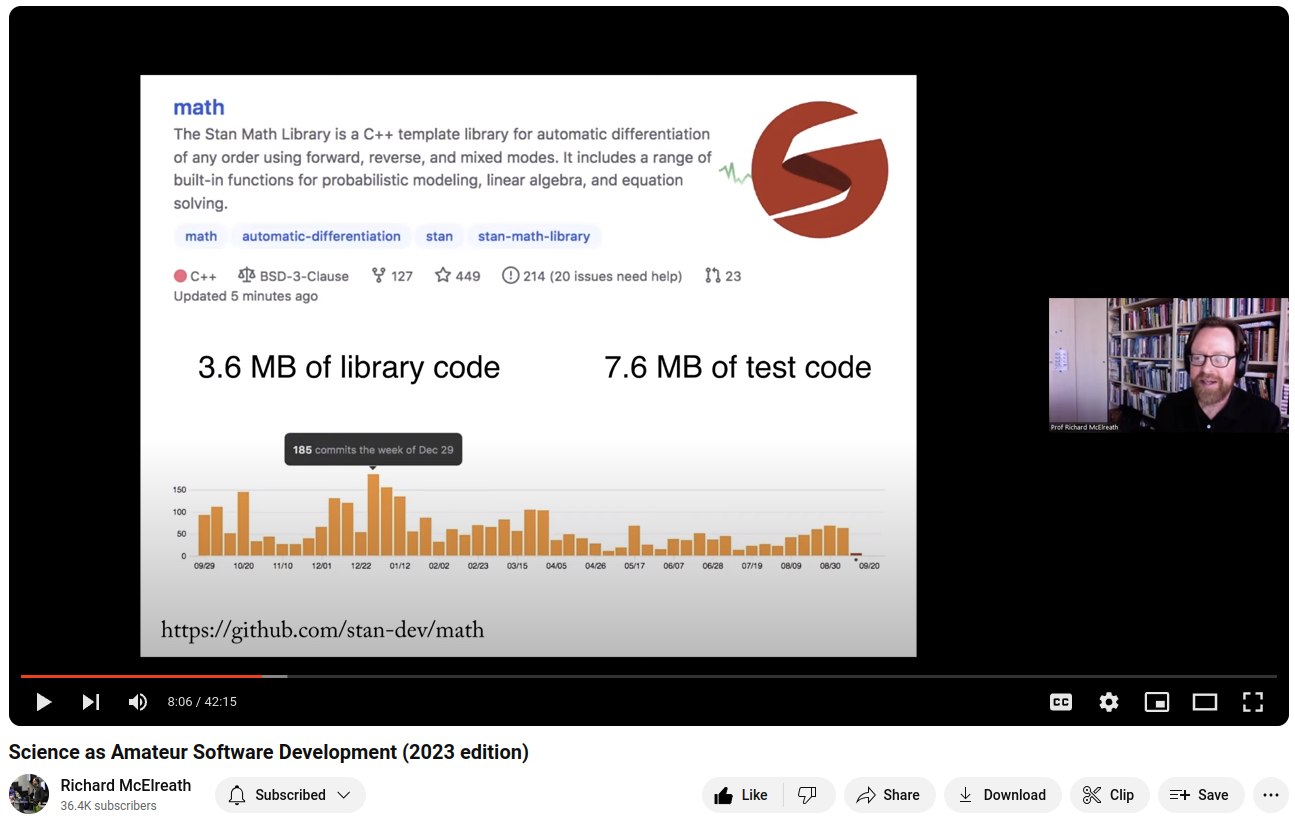 math
The Stan Math Library is a C++ template library for automatic differentiation
of any order using forward, reverse, and mixed modes. It includes a range of
built-in functions for probabilistic modeling, linear algebra, and equation
solving.
math automatic-differentiation stan stan-math-library
C++ BSD-3-Clause 127 449 214 (20 issues need help) 23
Updated 5 minutes ago
3.6 MB of library code 7.6 MB of test code
185 commits the week of Dec 29
150
100
50
0
09/29 10/20 11/10 12/01 12/22 01/12 02/02 02/23 03/15 04/05 04/26 05/17 06/07 06/28 07/19 08/09 08/30 09/20
https://github.com/stan-dev/math
Prof Richard McElreath
8:06 / 42:15
CC
Science as Amateur Software Development (2023 edition)
Richard McElreath
36.4K subscribers
Subscribed
Like
Share
Download
Clip
Save